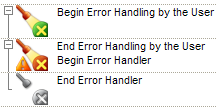 Begin Error Handling by the User
End Error Handling by the User
Begin Error Handler
End Error Handler